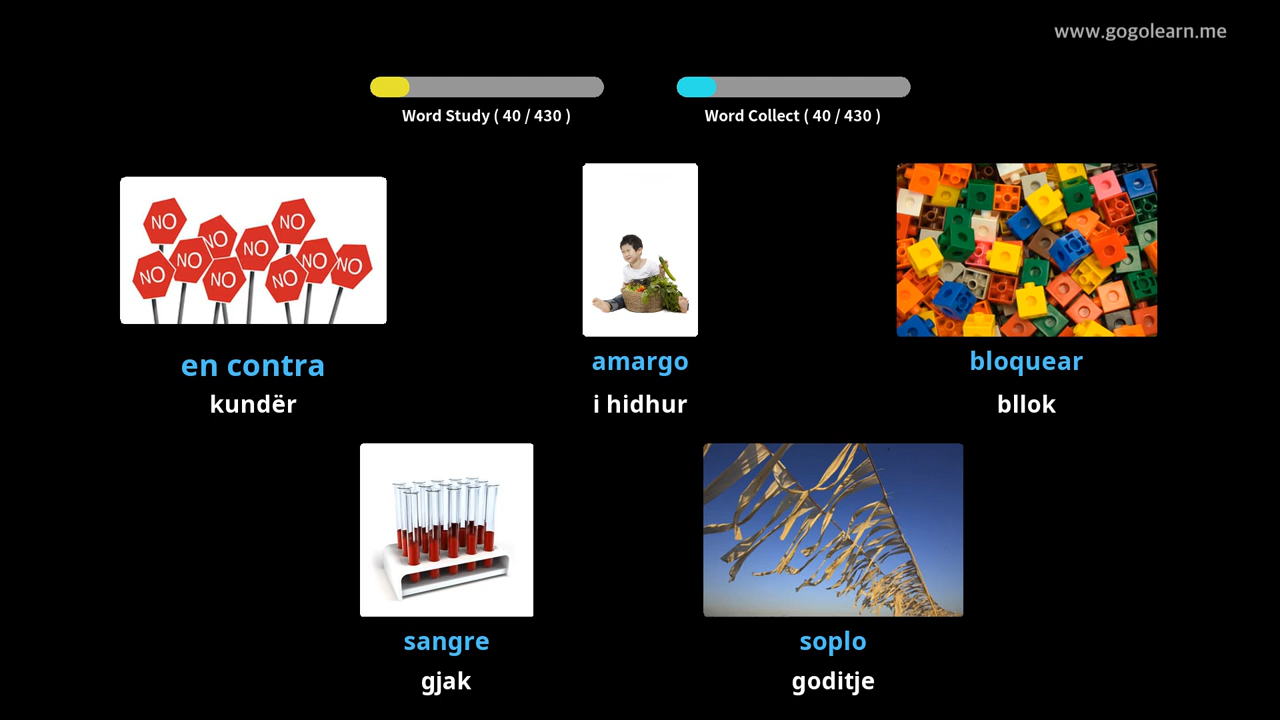 www.gogolearn.me
Word Study ( 40 / 430 )
Word Collect ( 40 / 430 )
NO
NO
NO
NO
NO
NO
NO
NO
NO
NO
en contra
kundër
amargo
i hidhur
bloquear
bllok
sangre
gjak
soplo
goditje